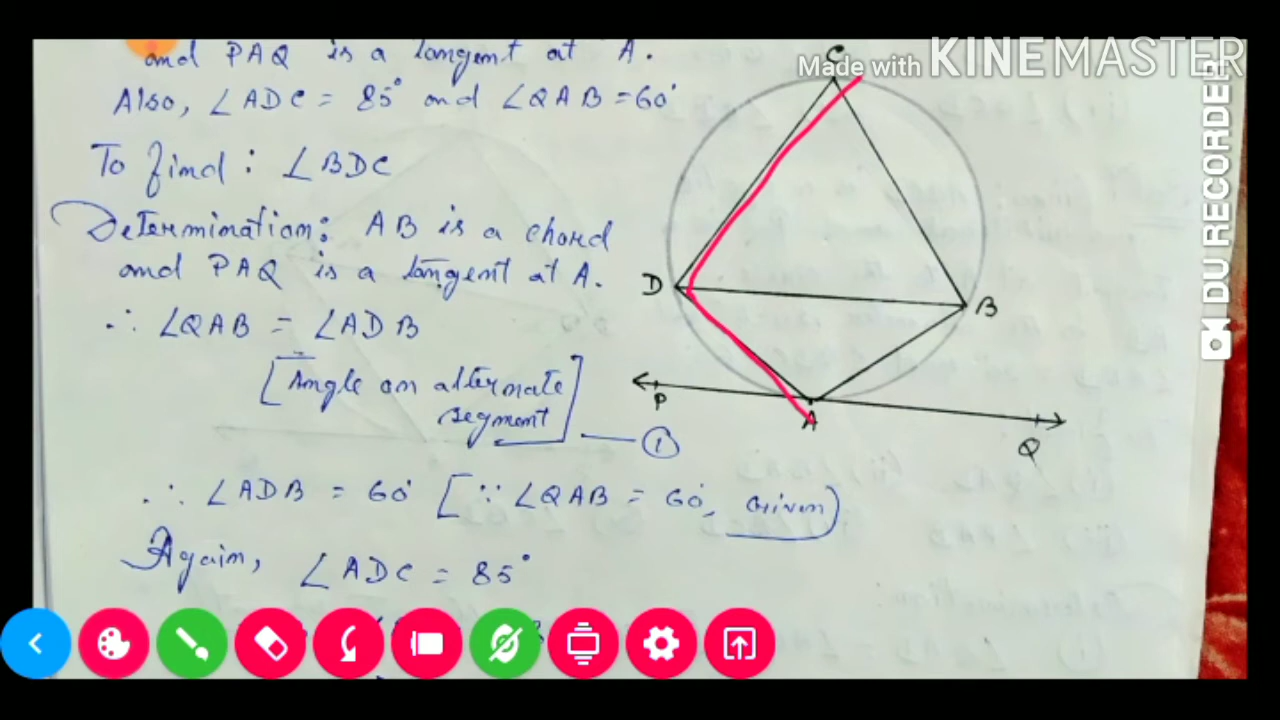 and PAQ is a tangent at A.
Also, ∠ADC = 85° and ∠QAB = 60°
To find : ∠BDC
Determination: AB is a chord
and PAQ is a tangent at A.
∴ ∠QAB = ∠ADB
[Angle on alternate
segment] — ①
∴ ∠ADB = 60° [∵ ∠QAB = 60°, Given)
Again, ∠ADC = 85°
C
D
B
P
A
Q
Made with KINEMASTER
DU RECORDER